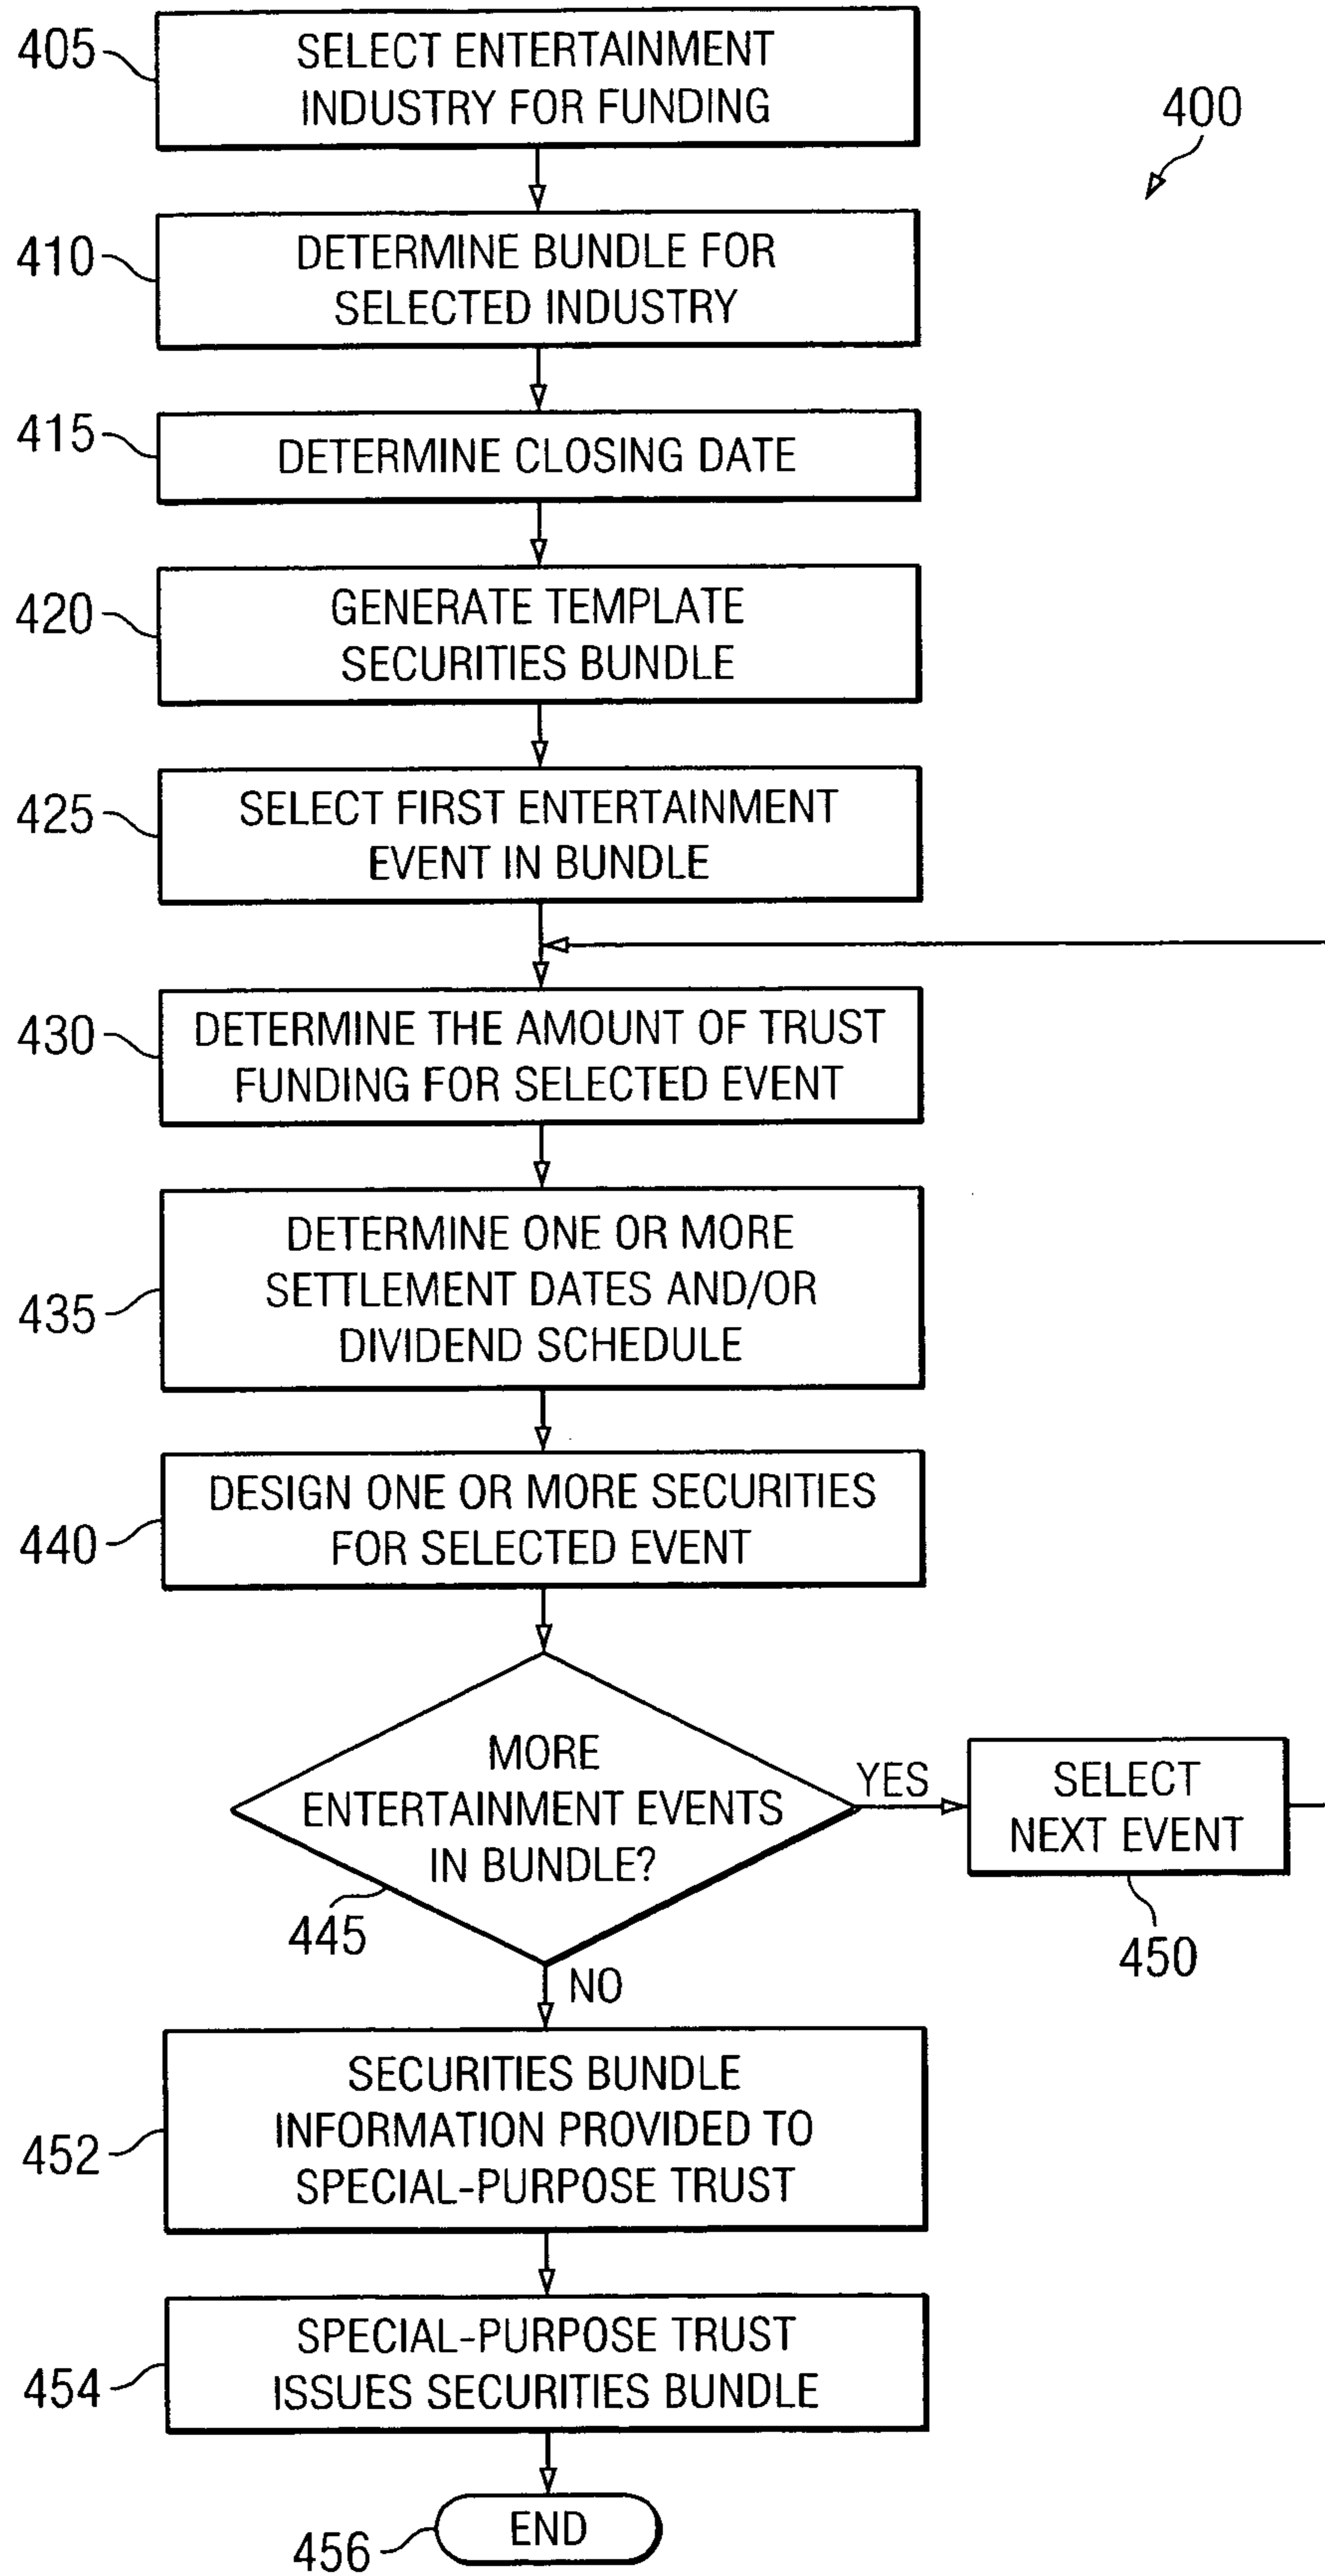 405
SELECT ENTERTAINMENT
INDUSTRY FOR FUNDING
400
410
DETERMINE BUNDLE FOR
SELECTED INDUSTRY
415
DETERMINE CLOSING DATE
420
GENERATE TEMPLATE
SECURITIES BUNDLE
425
SELECT FIRST ENTERTAINMENT
EVENT IN BUNDLE
430
DETERMINE THE AMOUNT OF TRUST
FUNDING FOR SELECTED EVENT
435
DETERMINE ONE OR MORE
SETTLEMENT DATES AND/OR
DIVIDEND SCHEDULE
440
DESIGN ONE OR MORE SECURITIES
FOR SELECTED EVENT
MORE
ENTERTAINMENT EVENTS
IN BUNDLE?
445
YES
SELECT
NEXT EVENT
450
NO
452
SECURITIES BUNDLE
INFORMATION PROVIDED TO
SPECIAL-PURPOSE TRUST
454
SPECIAL-PURPOSE TRUST
ISSUES SECURITIES BUNDLE
456
END